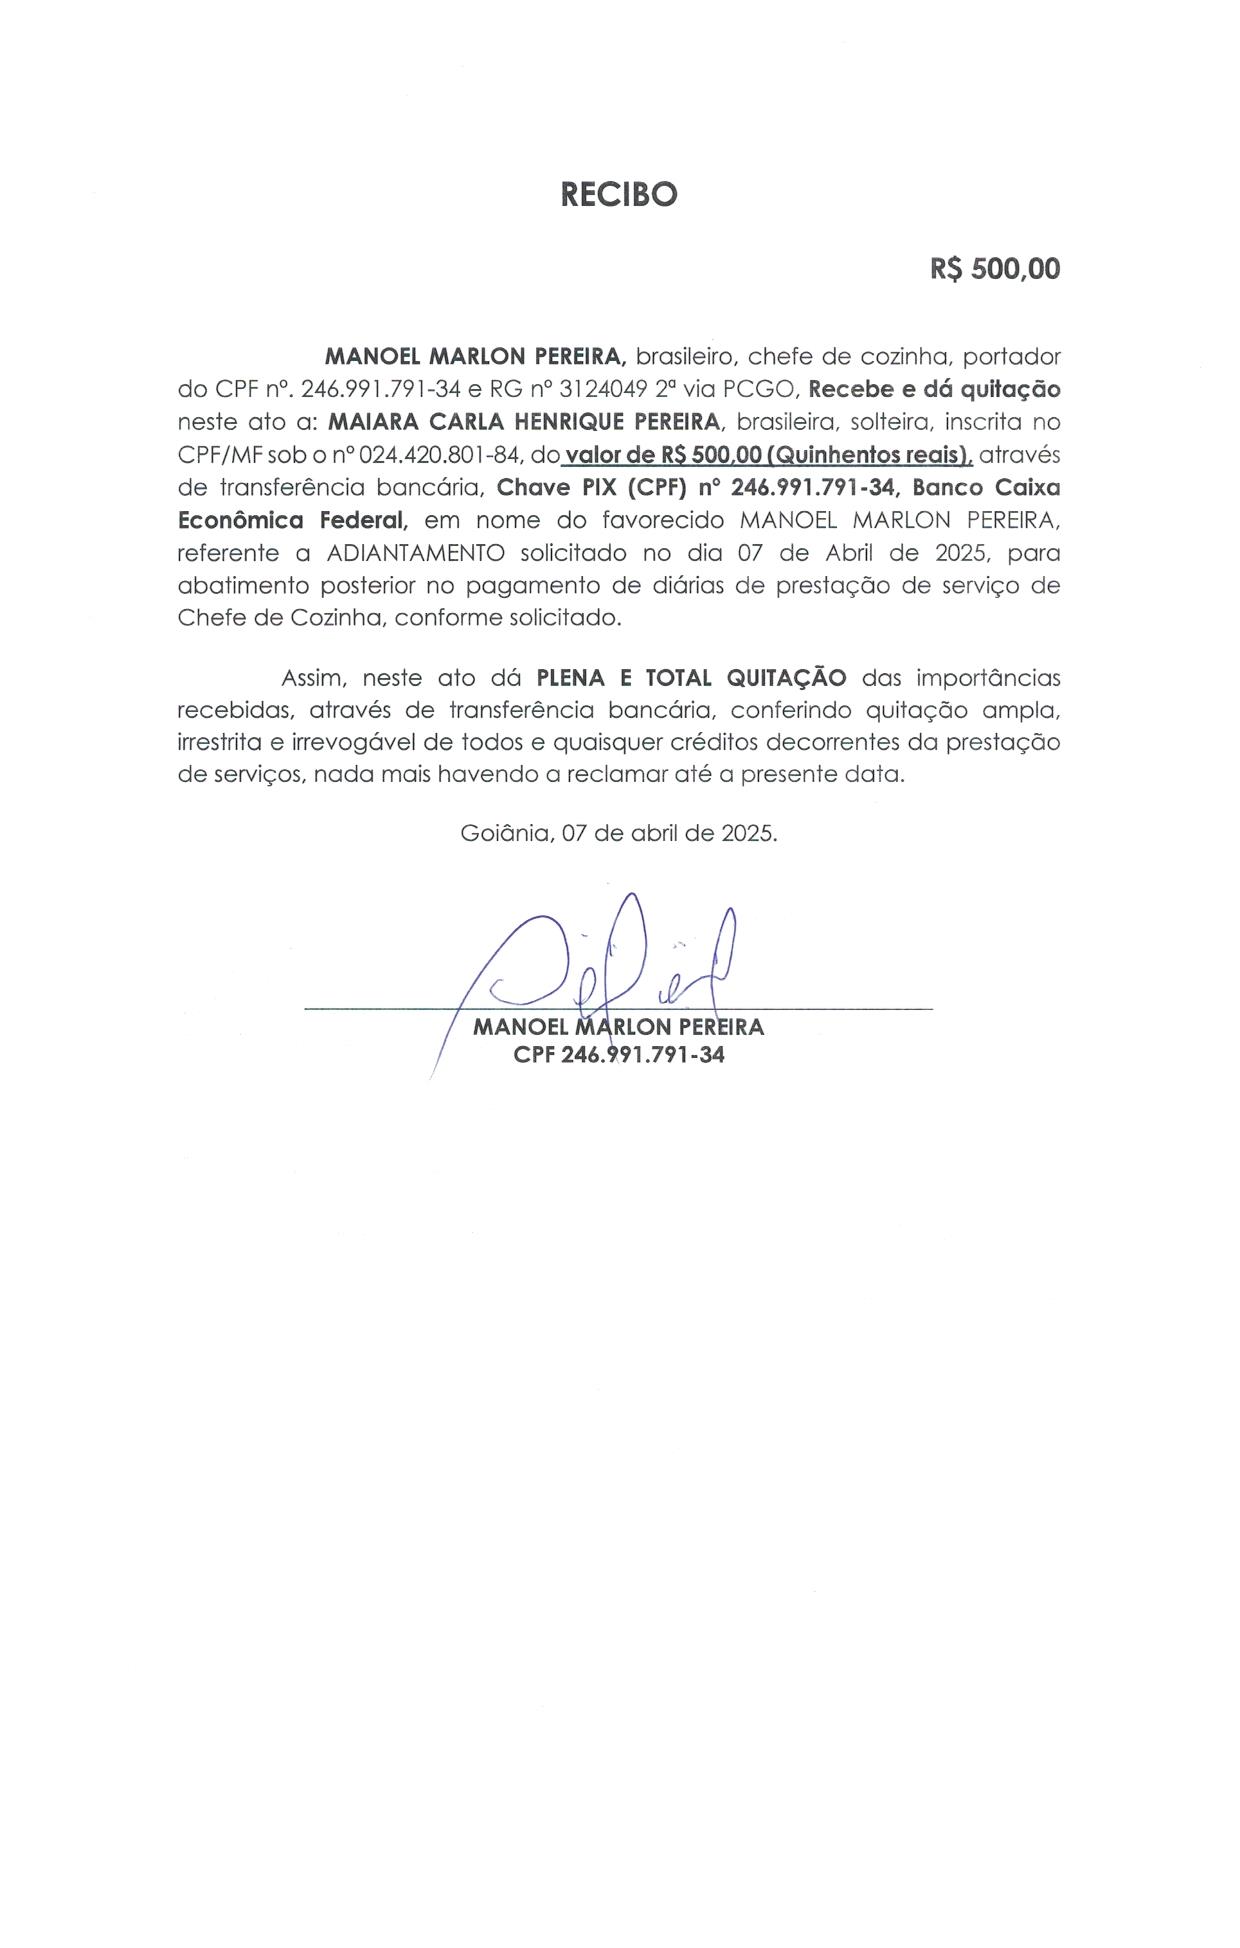 RECIBO
R$ 500,00
MANOEL MARLON PEREIRA, brasileiro, chefe de cozinha, portador
do CPF nº. 246.991.791-34 e RG nº 3124049 2ª via PCGO, Recebe e dá quitação
neste ato a: MAIARA CARLA HENRIQUE PEREIRA, brasileira, solteira, inscrita no
CPF/MF sob o nº 024.420.801-84, do valor de R$ 500,00 (Quinhentos reais), através
de transferência bancária, Chave PIX (CPF) nº 246.991.791-34, Banco Caixa
Econômica Federal, em nome do favorecido MANOEL MARLON PEREIRA,
referente a ADIANTAMENTO solicitado no dia 07 de Abril de 2025, para
abatimento posterior no pagamento de diárias de prestação de serviço de
Chefe de Cozinha, conforme solicitado.
Assim, neste ato dá PLENA E TOTAL QUITAÇÃO das importâncias
recebidas, através de transferência bancária, conferindo quitação ampla,
irrestrita e irrevogável de todos e quaisquer créditos decorrentes da prestação
de serviços, nada mais havendo a reclamar até a presente data.
Goiânia, 07 de abril de 2025.
MANOEL MARLON PEREIRA
CPF 246.991.791-34